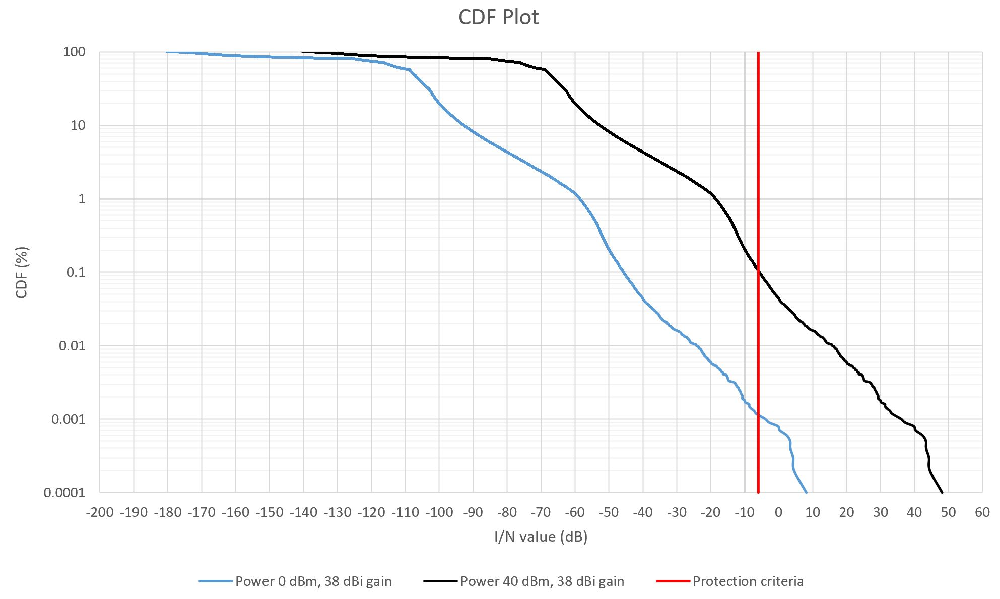 CDF Plot
100
10
1
0.1
0.01
0.001
0.0001
CDF (%)
-200 -190 -180 -170 -160 -150 -140 -130 -120 -110 -100 -90 -80 -70 -60 -50 -40 -30 -20 -10 0 10 20 30 40 50 60
I/N value (dB)
Power 0 dBm, 38 dBi gain Power 40 dBm, 38 dBi gain Protection criteria